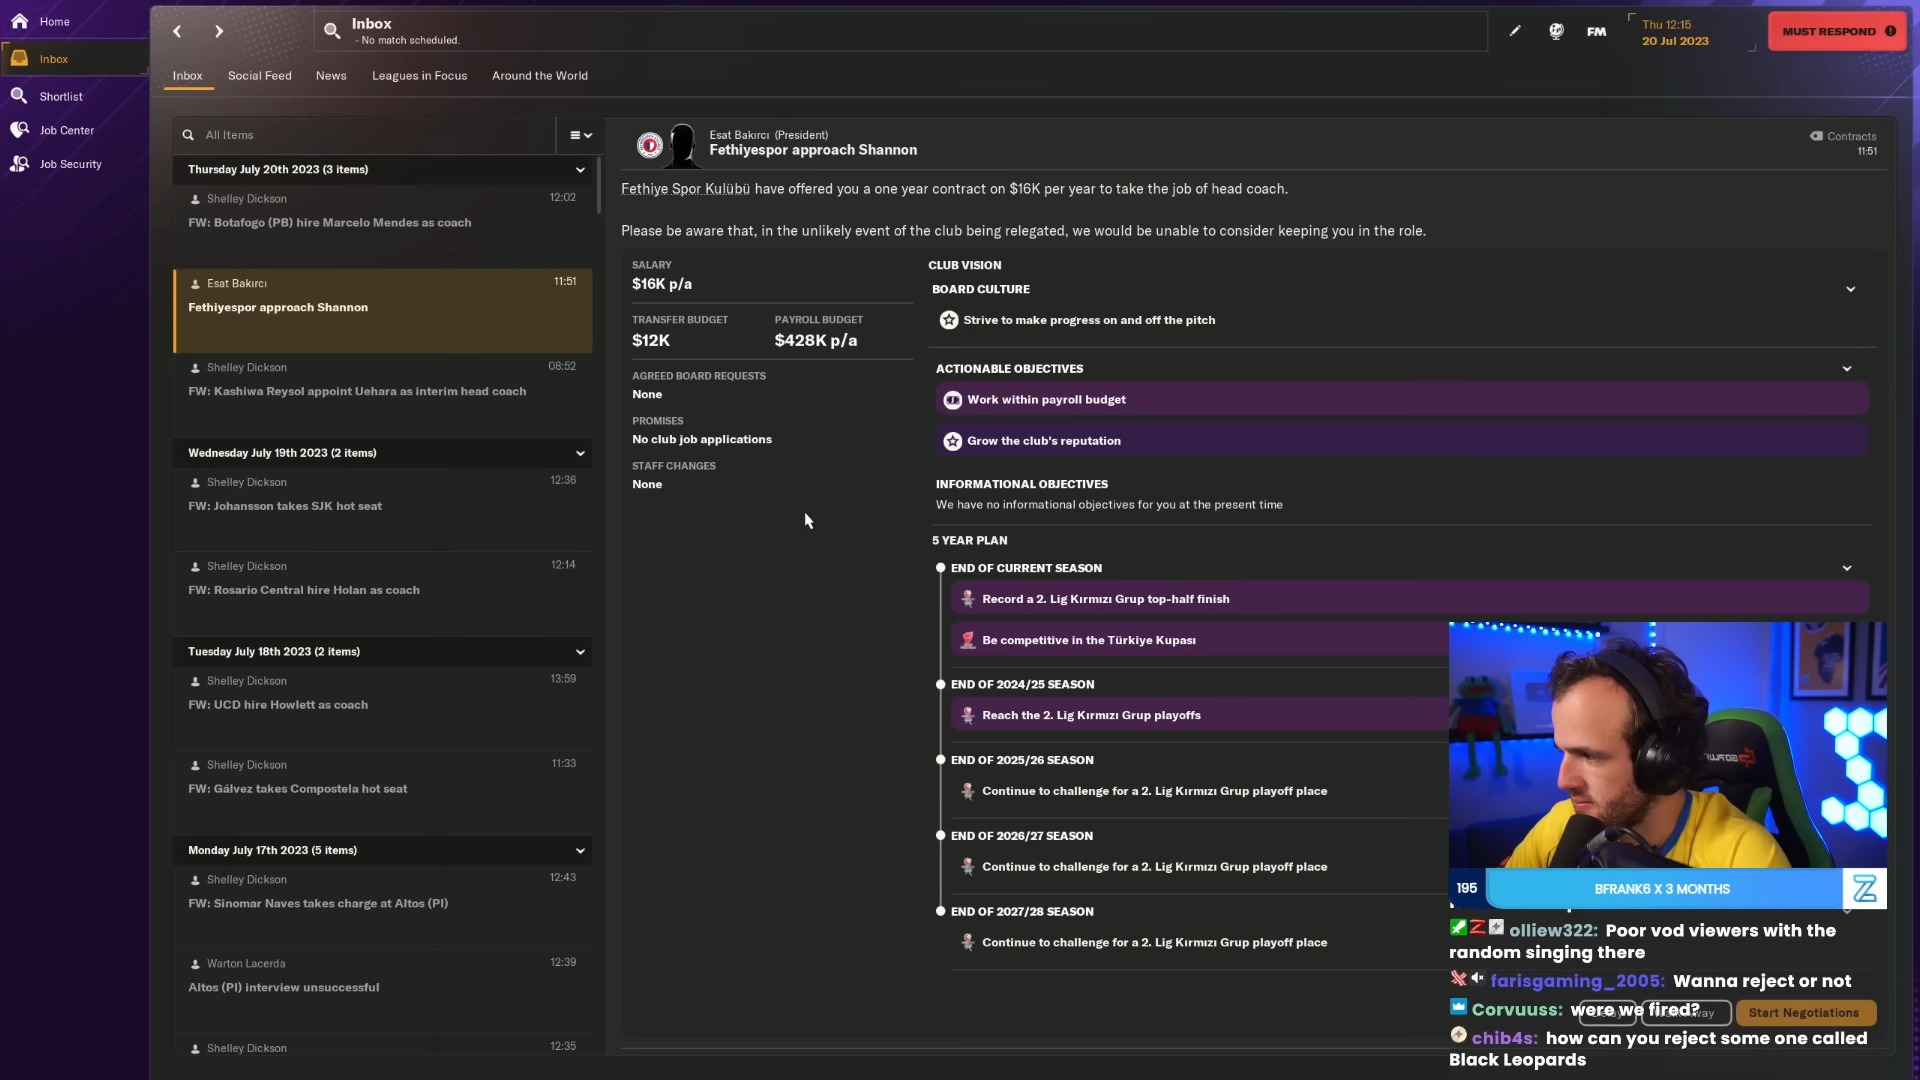 Home
Inbox
Shortlist
Job Center
Job Security
Inbox
- No match scheduled.
FM
Thu 12:15
20 Jul 2023
MUST RESPOND
Inbox
Social Feed
News
Leagues in Focus
Around the World
All Items
Thursday July 20th 2023 (3 items)
Shelley Dickson
12:02
FW: Botafogo (PB) hire Marcelo Mendes as coach
Esat Bakırcı
11:51
Fethiyespor approach Shannon
Shelley Dickson
08:52
FW: Kashiwa Reysol appoint Uehara as interim head coach
Wednesday July 19th 2023 (2 items)
Shelley Dickson
12:36
FW: Johansson takes SJK hot seat
Shelley Dickson
12:14
FW: Rosario Central hire Holan as coach
Tuesday July 18th 2023 (2 items)
Shelley Dickson
13:59
FW: UCD hire Howlett as coach
Shelley Dickson
11:33
FW: Gálvez takes Compostela hot seat
Monday July 17th 2023 (5 items)
Shelley Dickson
12:43
FW: Sinomar Naves takes charge at Altos (PI)
Warton Lacerda
12:39
Altos (PI) interview unsuccessful
Shelley Dickson
12:35
Esat Bakırcı (President)
Fethiyespor approach Shannon
Contracts
11:51
Fethiye Spor Kulübü have offered you a one year contract on $16K per year to take the job of head coach.
Please be aware that, in the unlikely event of the club being relegated, we would be unable to consider keeping you in the role.
SALARY
$16K p/a
TRANSFER BUDGET
$12K
PAYROLL BUDGET
$428K p/a
AGREED BOARD REQUESTS
None
PROMISES
No club job applications
STAFF CHANGES
None
CLUB VISION
BOARD CULTURE
Strive to make progress on and off the pitch
ACTIONABLE OBJECTIVES
Work within payroll budget
Grow the club's reputation
INFORMATIONAL OBJECTIVES
We have no informational objectives for you at the present time
5 YEAR PLAN
END OF CURRENT SEASON
Record a 2. Lig Kırmızı Grup top-half finish
Be competitive in the Türkiye Kupası
END OF 2024/25 SEASON
Reach the 2. Lig Kırmızı Grup playoffs
END OF 2025/26 SEASON
Continue to challenge for a 2. Lig Kırmızı Grup playoff place
END OF 2026/27 SEASON
Continue to challenge for a 2. Lig Kırmızı Grup playoff place
END OF 2027/28 SEASON
Continue to challenge for a 2. Lig Kırmızı Grup playoff place
195
BFRANK6 X 3 MONTHS
Z
olliew322: Poor vod viewers with the
random singing there
farisgaming_2005: Wanna reject or not
Corvuuss: were we fired?
Start Negotiations
chib4s: how can you reject some one called
Black Leopards